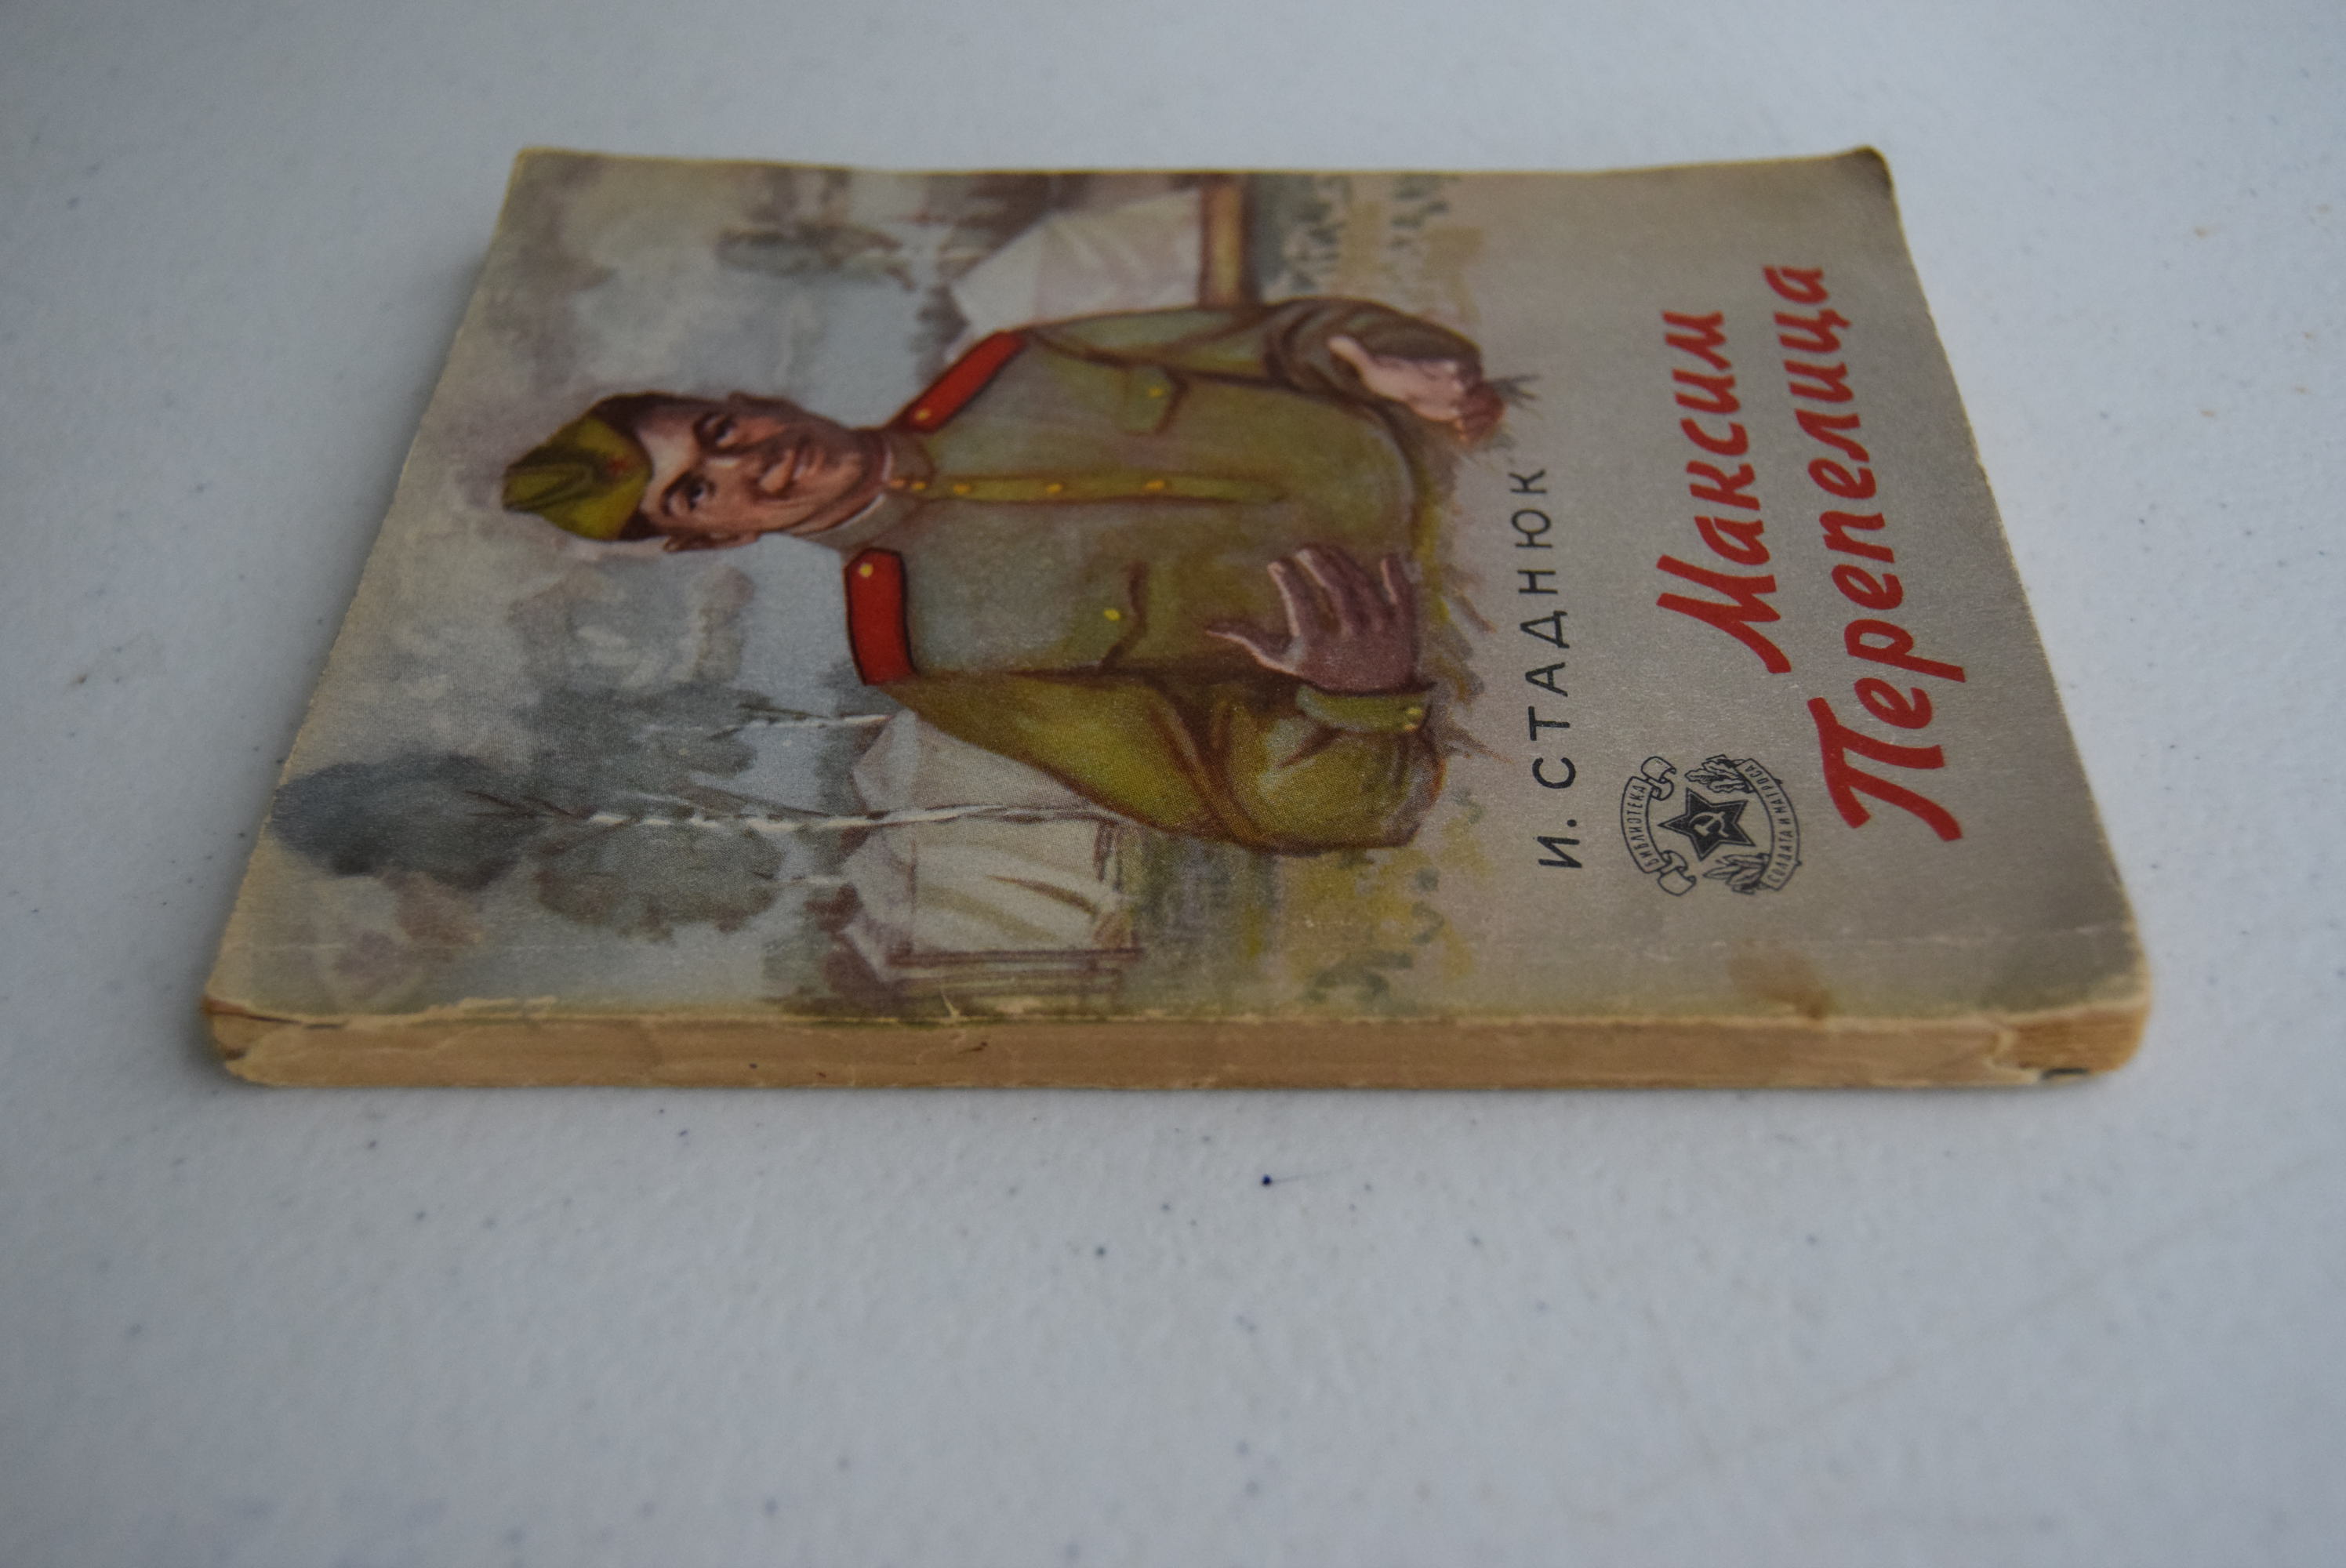 И. СТАДНЮК
БИБЛИОТЕКА
СОЛДАТА И МАТРОСА
Максим
Перепелица